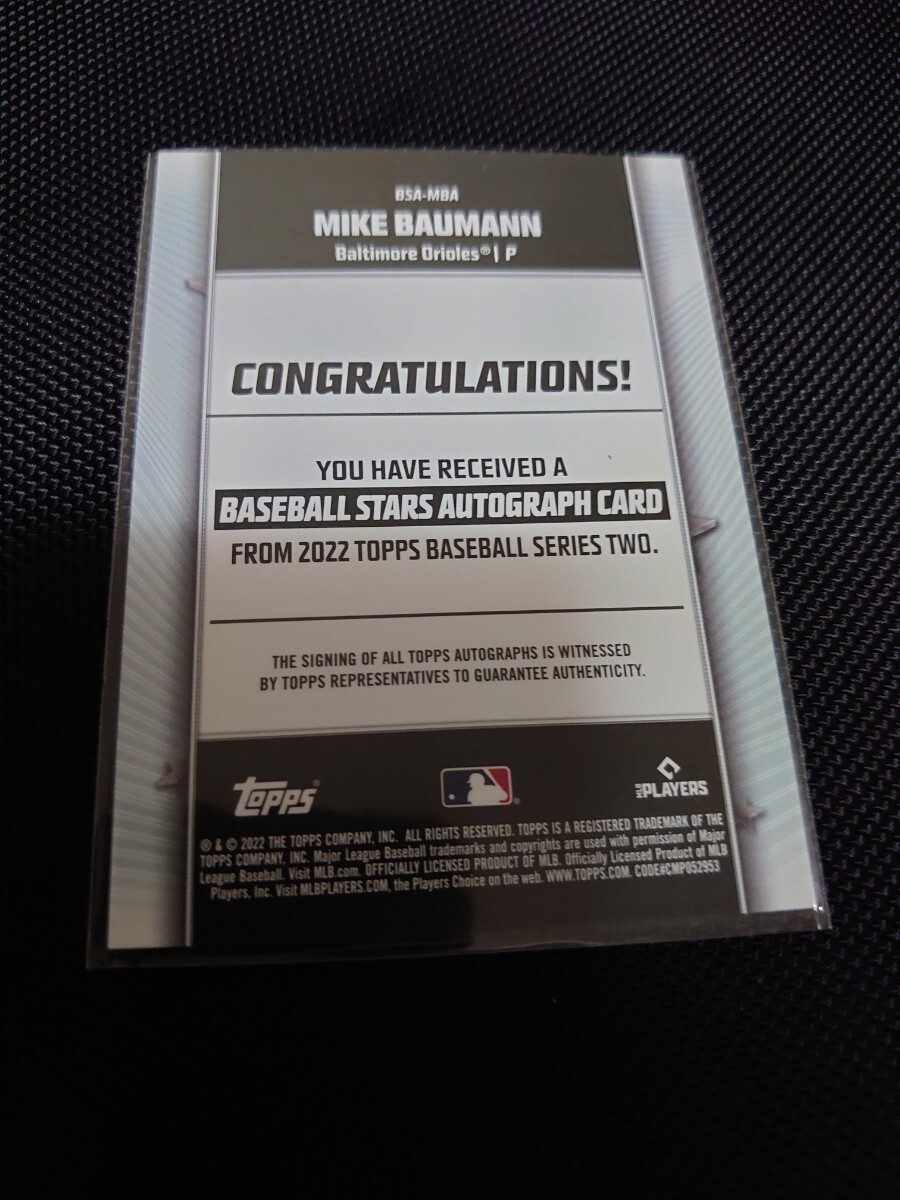 BSA-MBA
MIKE BAUMANN
Baltimore Orioles® | P
CONGRATULATIONS!
YOU HAVE RECEIVED A
BASEBALL STARS AUTOGRAPH CARD
FROM 2022 TOPPS BASEBALL SERIES TWO.
THE SIGNING OF ALL TOPPS AUTOGRAPHS IS WITNESSED
BY TOPPS REPRESENTATIVES TO GUARANTEE AUTHENTICITY.
topps®
MLB PLAYERS
® & © 2022 THE TOPPS COMPANY, INC. ALL RIGHTS RESERVED. TOPPS IS A REGISTERED TRADEMARK OF THE
TOPPS COMPANY, INC. Major League Baseball trademarks and copyrights are used with permission of Major
League Baseball. Visit MLB.com. OFFICIALLY LICENSED PRODUCT OF MLB. Officially Licensed Product of MLB
Players, Inc. Visit MLBPLAYERS.COM, the Players Choice on the web. WWW.TOPPS.COM. CODE#CMP052953